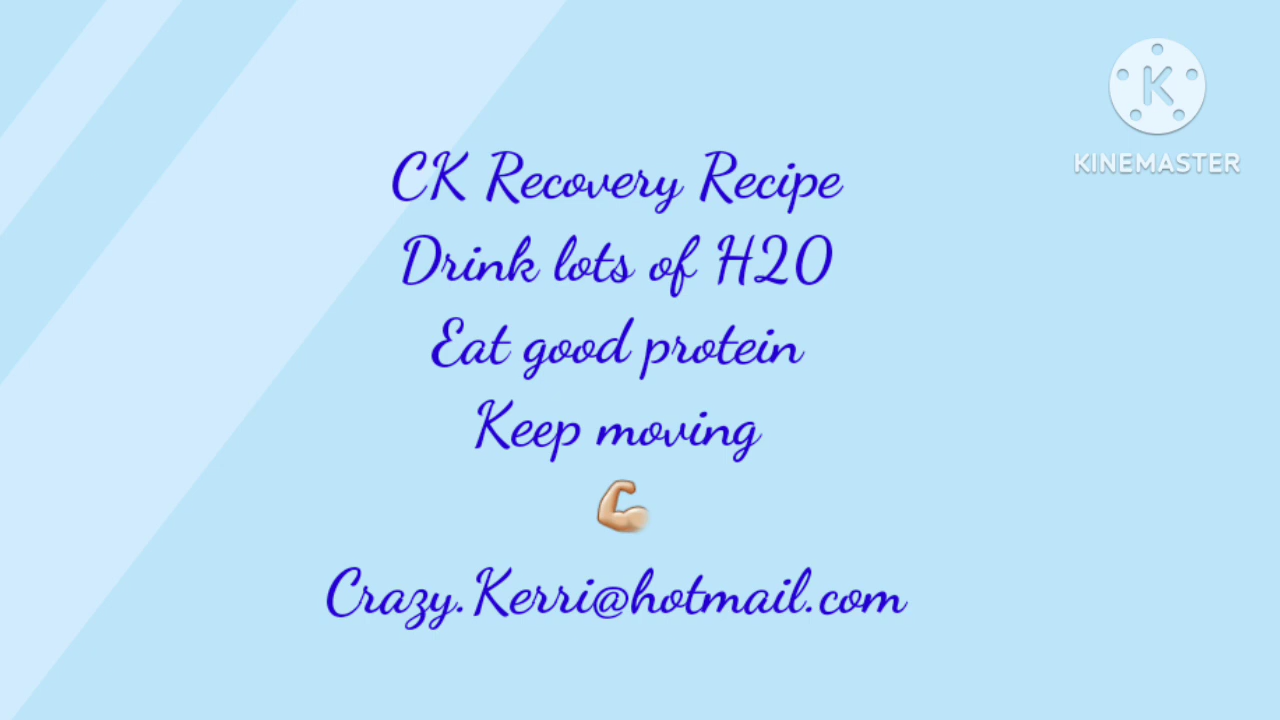 KINEMASTER
CK Recovery Recipe
Drink lots of H2O
Eat good protein
Keep moving
💪🏼
Crazy.Kerri@hotmail.com